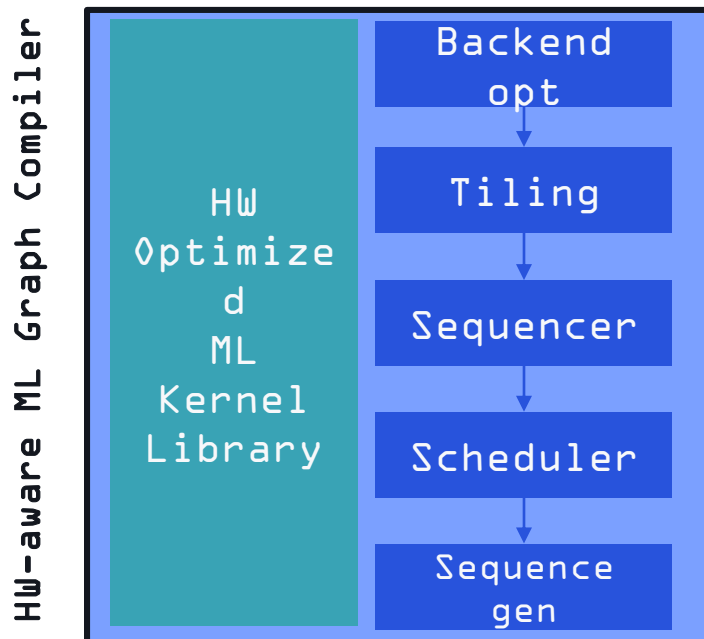 HW-aware ML Graph Compiler
HW
Optimize
d
ML
Kernel
Library
Backend
opt
Tiling
Sequencer
Scheduler
Sequence
gen